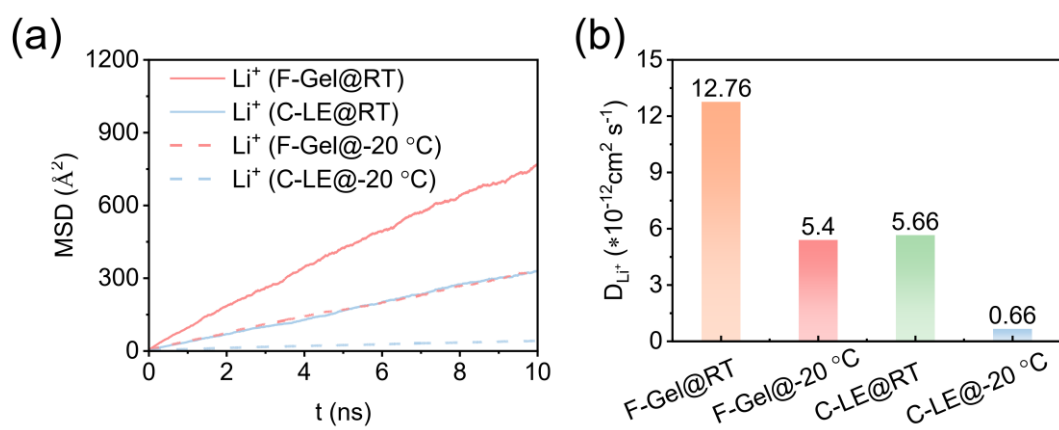 (a)
1200
900
600
300
0
MSD (Å²)
Li⁺ (F-Gel@RT)
Li⁺ (C-LE@RT)
Li⁺ (F-Gel@-20 °C)
Li⁺ (C-LE@-20 °C)
0 2 4 6 8 10
t (ns)
(b)
15
12
9
6
3
0
D_Li⁺ (*10⁻¹²cm² s⁻¹)
12.76
5.4
5.66
0.66
F-Gel@RT
F-Gel@-20 °C
C-LE@RT
C-LE@-20 °C